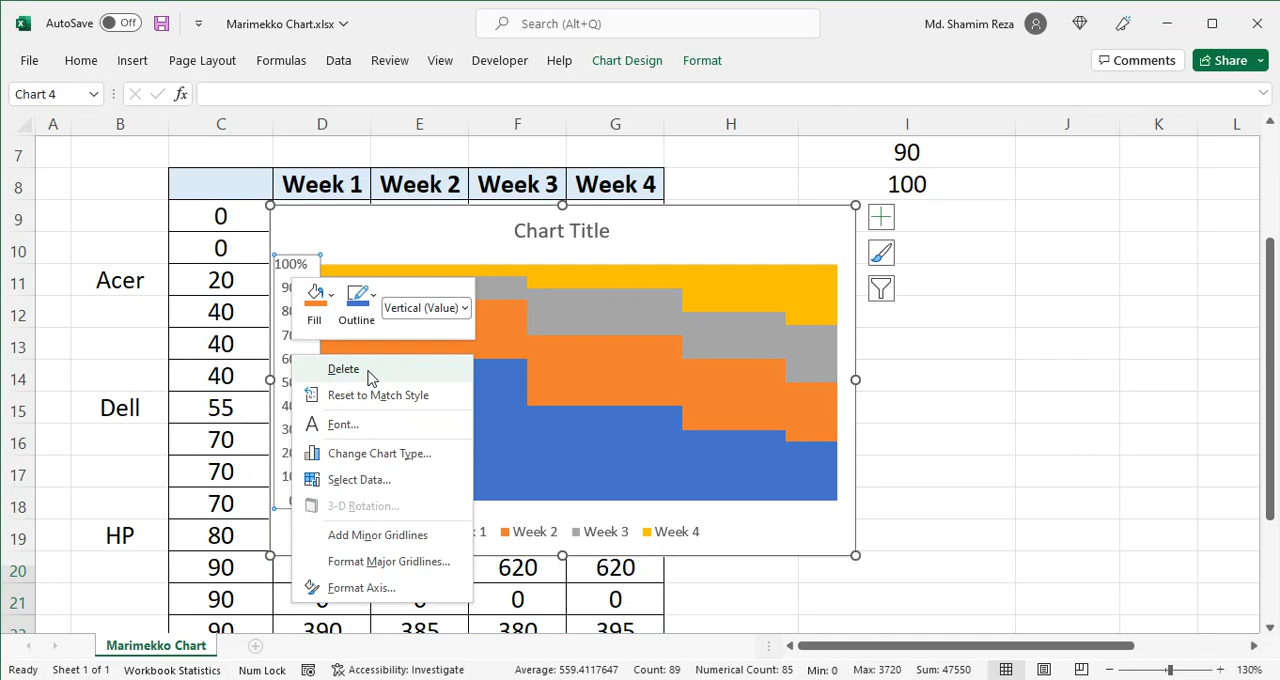 AutoSave Off Marimekko Chart.xlsx Search (Alt+Q) Md. Shamim Reza
File Home Insert Page Layout Formulas Data Review View Developer Help Chart Design Format Comments Share
Chart 4 fx
A B C D E F G H I J K L
7 90
8 Week 1 Week 2 Week 3 Week 4 100
9 0
10 0
11 Acer 20
12 40
13 40
14 40
15 Dell 55
16 70
17 70
18 70
19 HP 80
20 90 620 620
21 90 0 0 0 0
90 390 385 380 395
Chart Title
100%
Fill Outline Vertical (Value)
Delete
Reset to Match Style
Font...
Change Chart Type...
Select Data...
3-D Rotation...
Add Minor Gridlines
Format Major Gridlines...
Format Axis...
1 Week 2 Week 3 Week 4
Marimekko Chart
Ready Sheet 1 of 1 Workbook Statistics Num Lock Accessibility: Investigate Average: 559.4117647 Count: 89 Numerical Count: 85 Min: 0 Max: 3720 Sum: 47550 130%